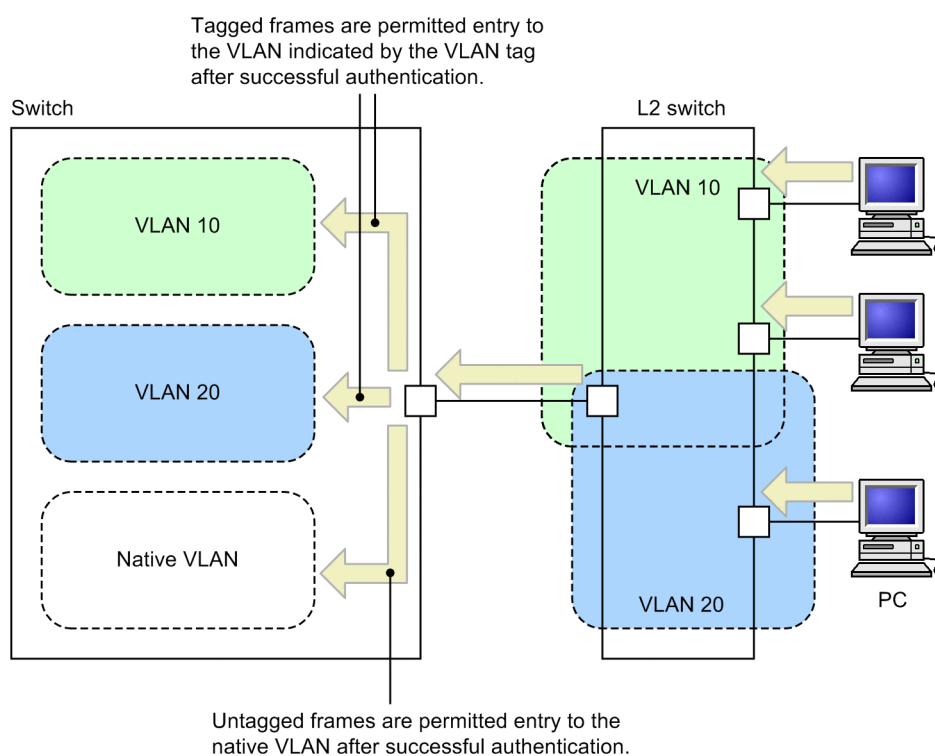 Tagged frames are permitted entry to
the VLAN indicated by the VLAN tag
after successful authentication.
Switch
L2 switch
VLAN 10
VLAN 10
VLAN 20
Native VLAN
VLAN 20
PC
Untagged frames are permitted entry to the
native VLAN after successful authentication.